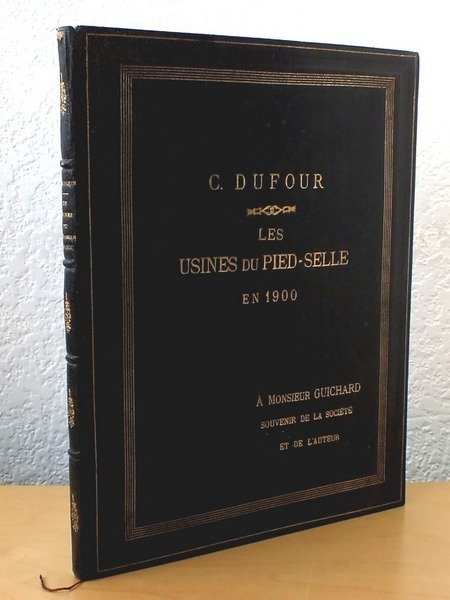 C. DUFOUR
LES
USINES DU PIED-SELLE
EN 1900
À MONSIEUR GUICHARD
SOUVENIR DE LA SOCIÉTÉ
ET DE L'AUTEUR